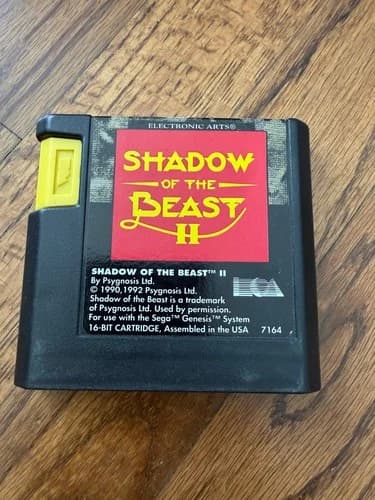 ELECTRONIC ARTS®
SHADOW
OF THE
BEAST
II
SHADOW OF THE BEAST™ II
By Psygnosis Ltd.
© 1990,1992 Psygnosis Ltd.
Shadow of the Beast is a trademark
of Psygnosis Ltd. Used by permission.
For use with the Sega™ Genesis™ System
16-BIT CARTRIDGE, Assembled in the USA 7164